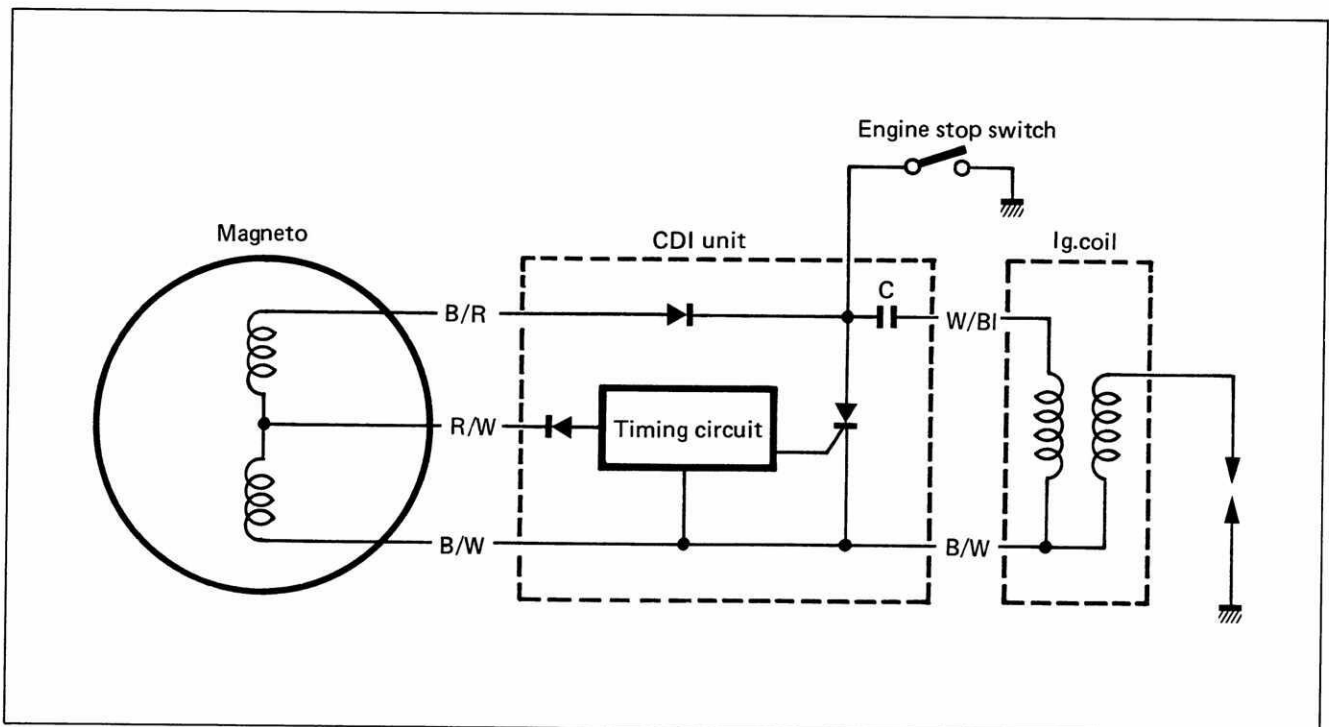 Engine stop switch
Magneto
CDI unit
Ig.coil
B/R
C
W/Bl
R/W
Timing circuit
B/W
B/W